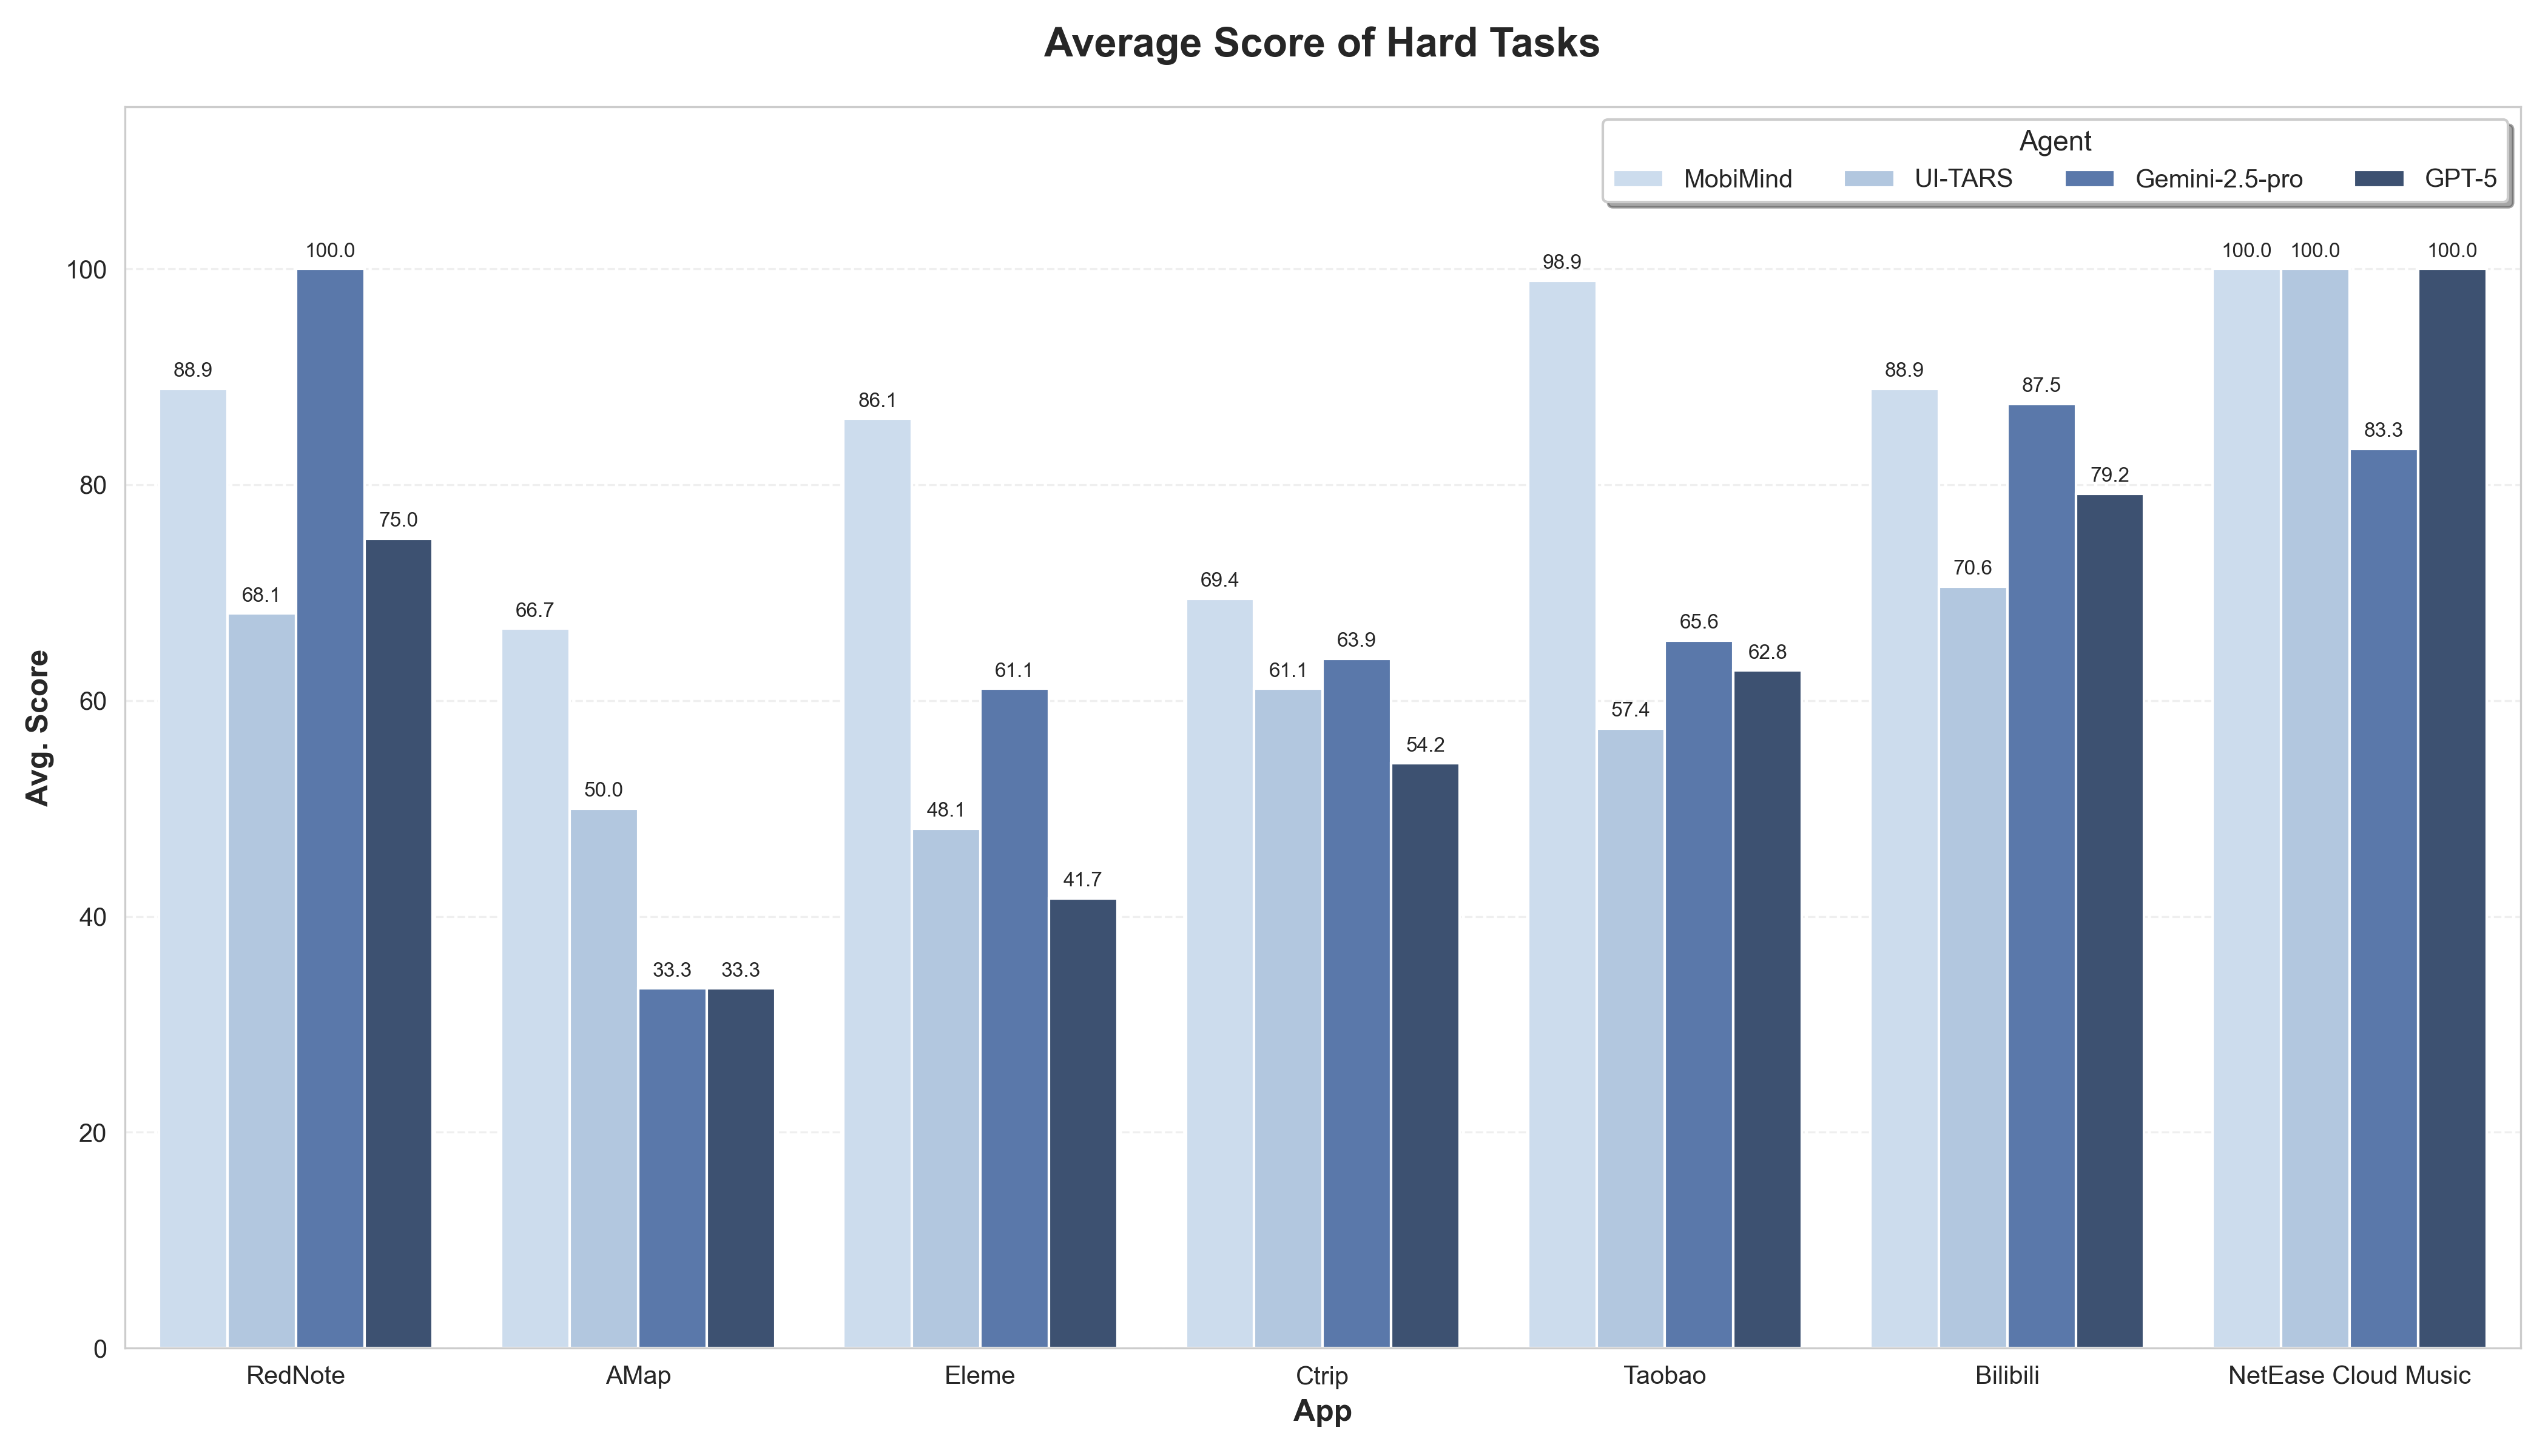 Average Score of Hard Tasks
Agent
MobiMind UI-TARS Gemini-2.5-pro GPT-5
Avg. Score
100
80
60
40
20
0
88.9 68.1 100.0 75.0
66.7 50.0 33.3 33.3
86.1 48.1 61.1 41.7
69.4 61.1 63.9 54.2
98.9 57.4 65.6 62.8
88.9 70.6 87.5 79.2
100.0 100.0 83.3 100.0
RedNote AMap Eleme Ctrip Taobao Bilibili NetEase Cloud Music
App